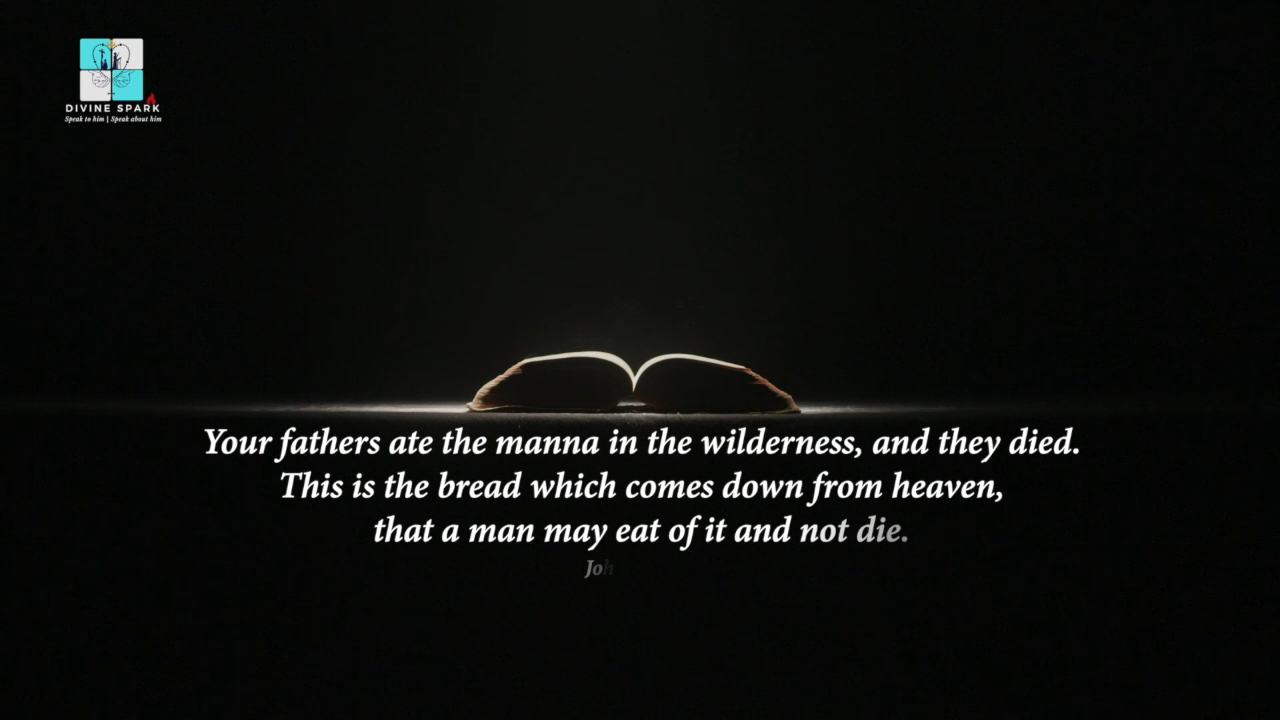 DIVINE SPARK
Speak to him | Speak about him
Your fathers ate the manna in the wilderness, and they died.
This is the bread which comes down from heaven,
that a man may eat of it and not die.
Joh